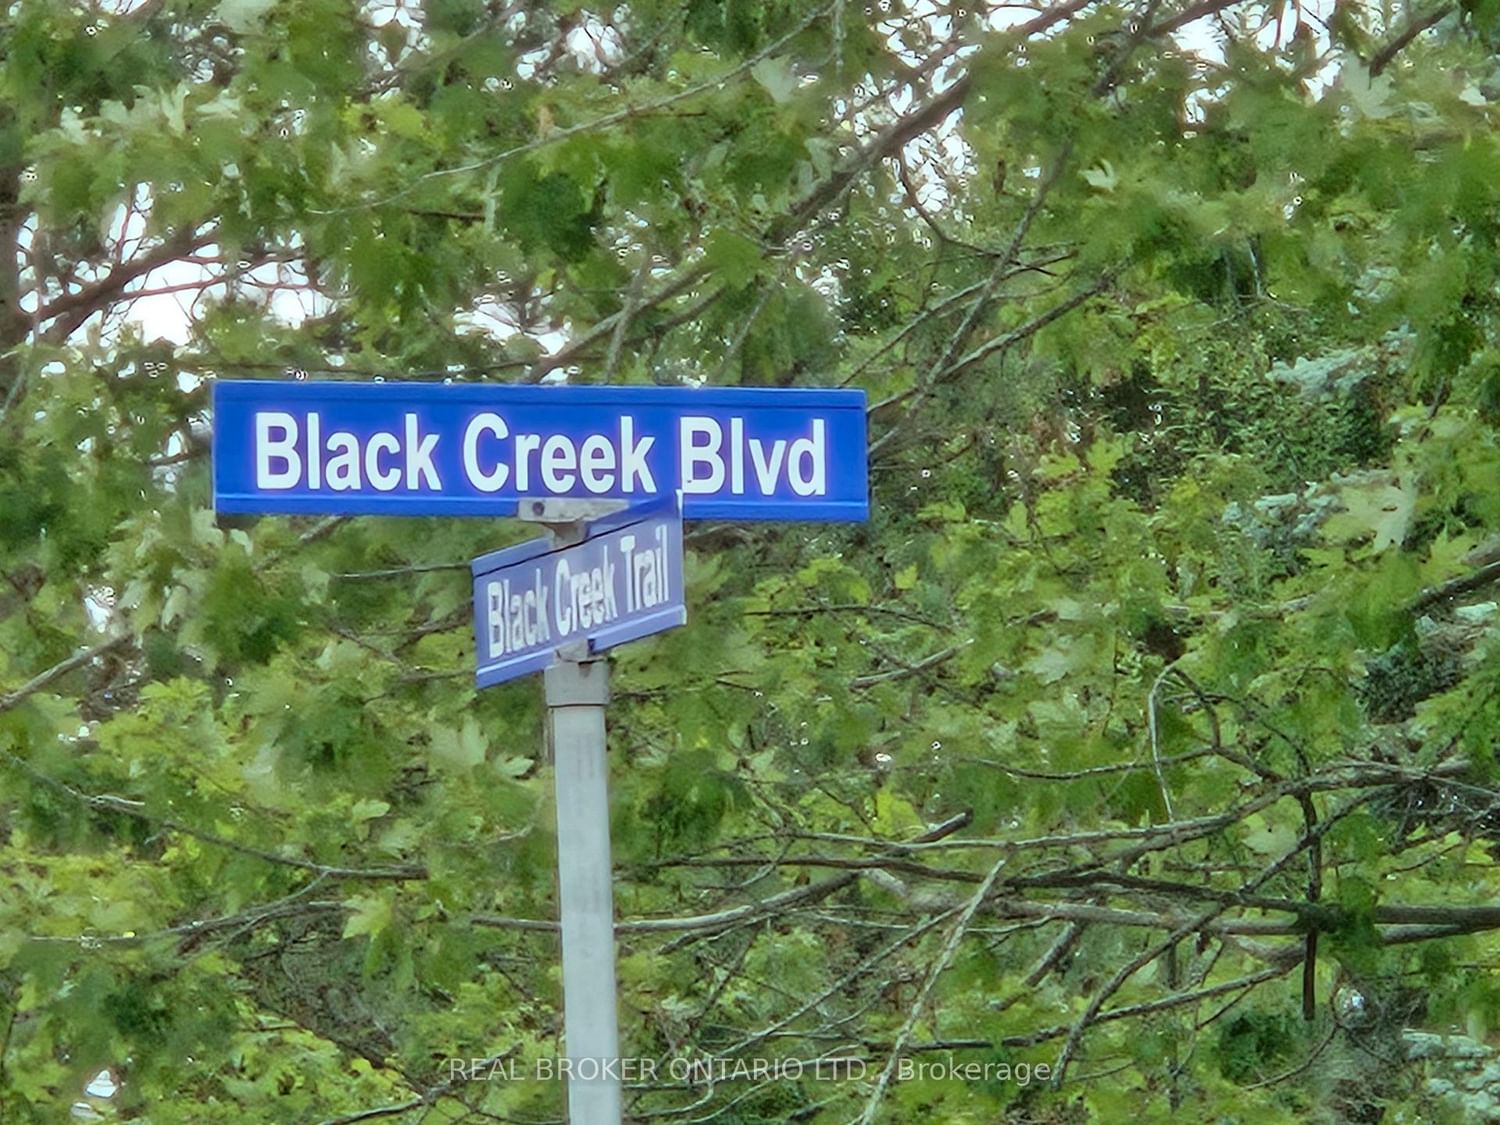 Black Creek Blvd
Black Creek Trail
REAL BROKER ONTARIO LTD., Brokerage